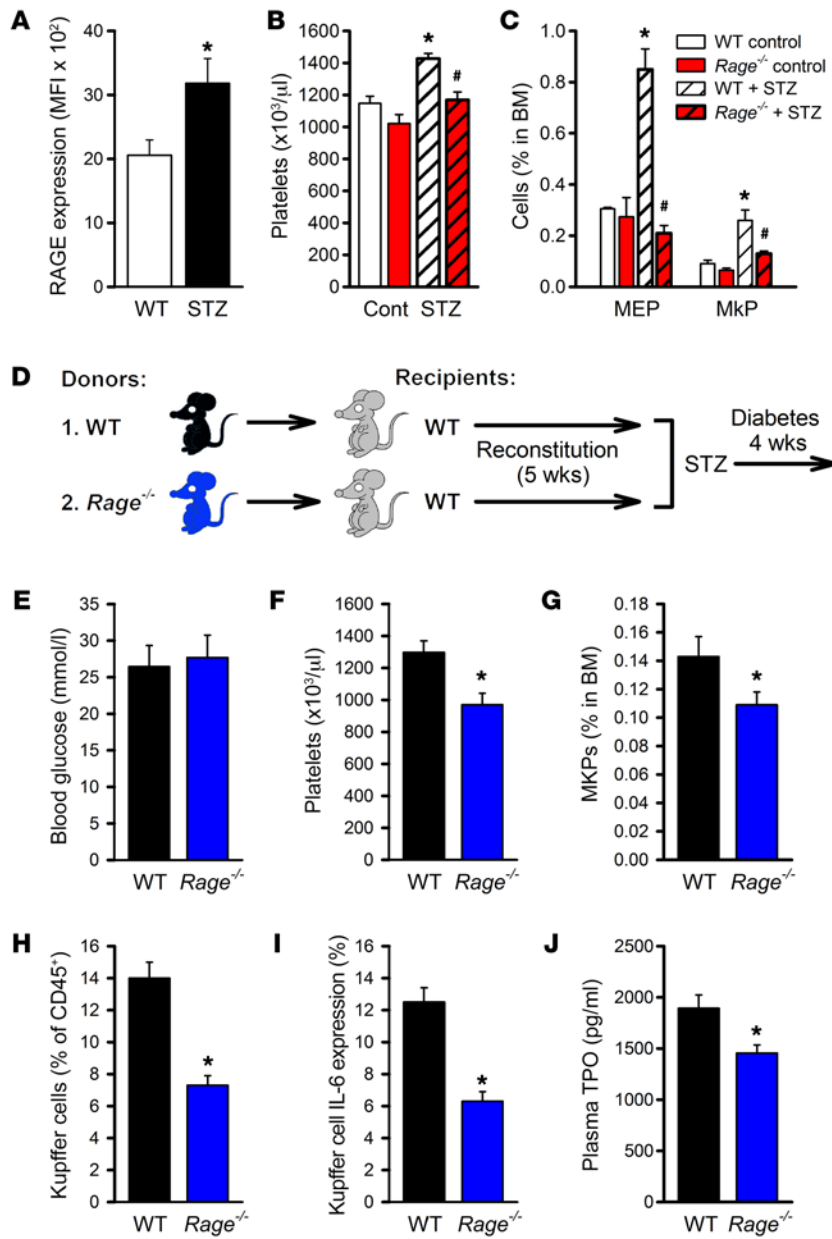 A
RAGE expression (MFI x 10²)
40
30
20
10
0
*
WT STZ
B
Platelets (x10³/µl)
1600
1400
1200
1000
800
600
400
200
0
*
#
Cont STZ
C
Cells (% in BM)
1.0
0.8
0.6
0.4
0.2
0.0
WT control
Rage-/- control
WT + STZ
Rage-/- + STZ
*
#
*
#
MEP MkP
D
Donors: Recipients:
1. WT WT
2. Rage-/- WT
Reconstitution
(5 wks)
STZ
Diabetes
4 wks
E
Blood glucose (mmol/l)
35
30
25
20
15
10
5
0
WT Rage-/-
F
Platelets (x10³/µl)
1600
1400
1200
1000
800
600
400
200
0
*
WT Rage-/-
G
MKPs (% in BM)
0.18
0.16
0.14
0.12
0.10
0.08
0.06
0.04
0.02
0.00
*
WT Rage-/-
H
Kupffer cells (% of CD45⁺)
16
14
12
10
8
6
4
2
0
*
WT Rage-/-
I
Kupffer cell IL-6 expression (%)
16
14
12
10
8
6
4
2
0
*
WT Rage-/-
J
Plasma TPO (pg/ml)
2500
2000
1500
1000
500
0
*
WT Rage-/-